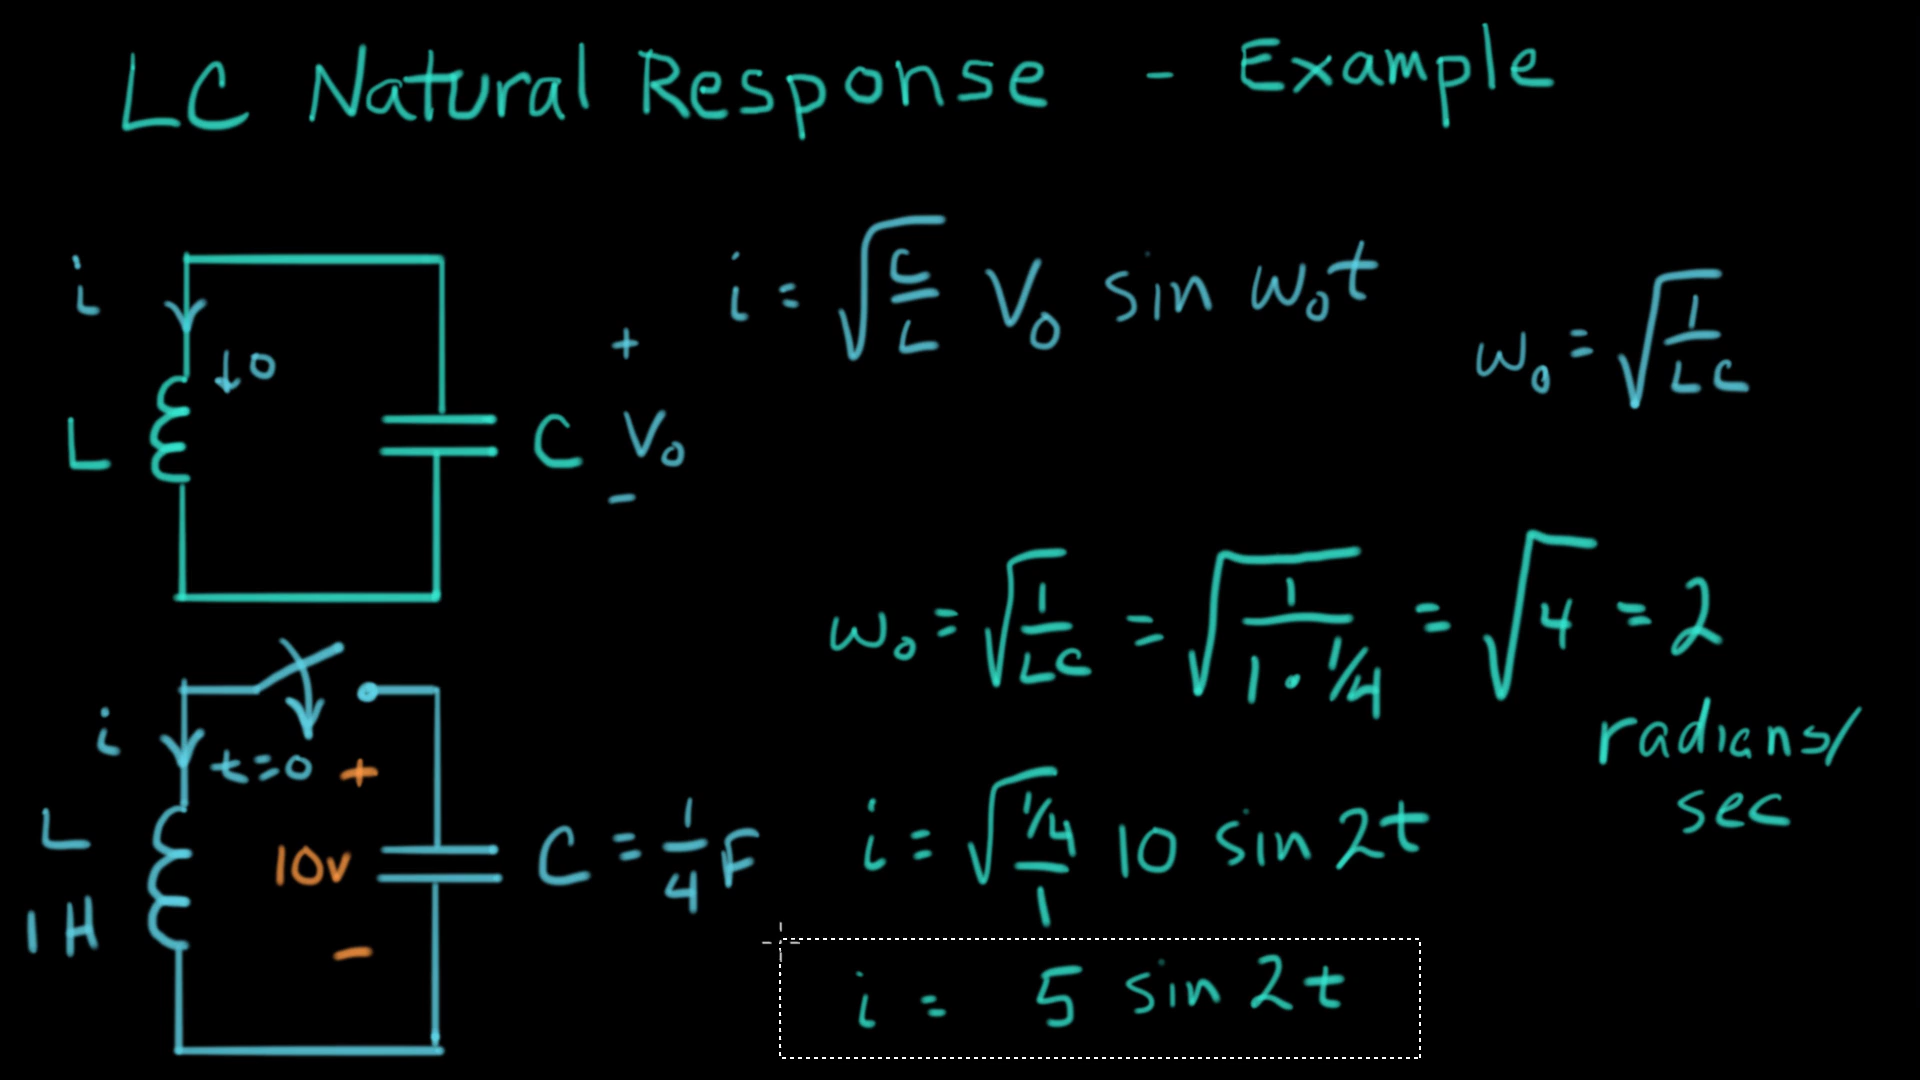 LC Natural Response - Example
i
↓0
L
C
+
V₀
-
i = √(C/L) V₀ sin ω₀t
ω₀ = √(1/LC)
ω₀ = √(1/LC) = √(1/(1 · 1/4)) = √4 = 2
radians/
sec
i
t=0
+
L
1H
10v
-
C = 1/4 F
i = √((1/4)/1) 10 sin 2t
i = 5 sin 2t